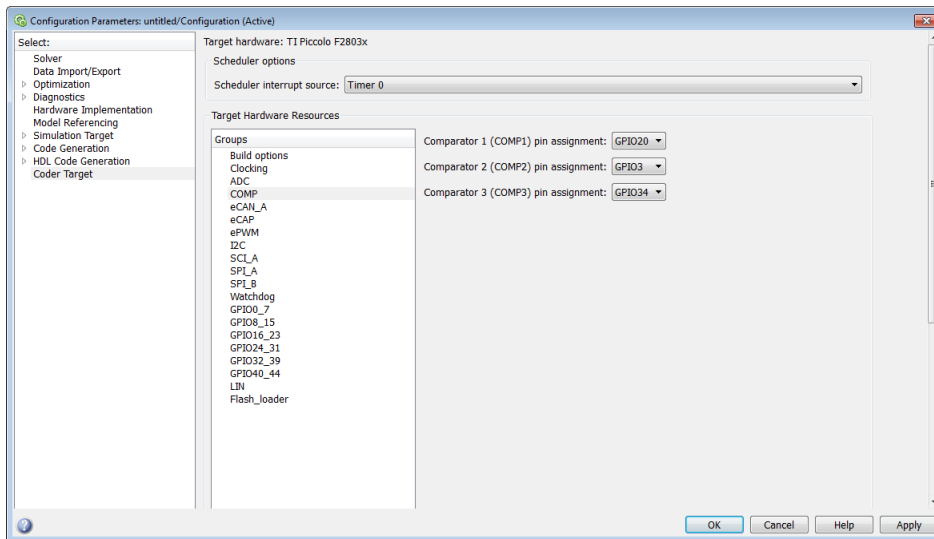 Configuration Parameters: untitled/Configuration (Active)
Select:
Solver
Data Import/Export
Optimization
Diagnostics
Hardware Implementation
Model Referencing
Simulation Target
Code Generation
HDL Code Generation
Coder Target
Target hardware: TI Piccolo F2803x
Scheduler options
Scheduler interrupt source: Timer 0
Target Hardware Resources
Groups
Build options
Clocking
ADC
COMP
eCAN_A
eCAP
ePWM
I2C
SCI_A
SPI_A
SPI_B
Watchdog
GPIO0_7
GPIO8_15
GPIO16_23
GPIO24_31
GPIO32_39
GPIO40_44
LIN
Flash_loader
Comparator 1 (COMP1) pin assignment: GPIO20
Comparator 2 (COMP2) pin assignment: GPIO3
Comparator 3 (COMP3) pin assignment: GPIO34
OK Cancel Help Apply